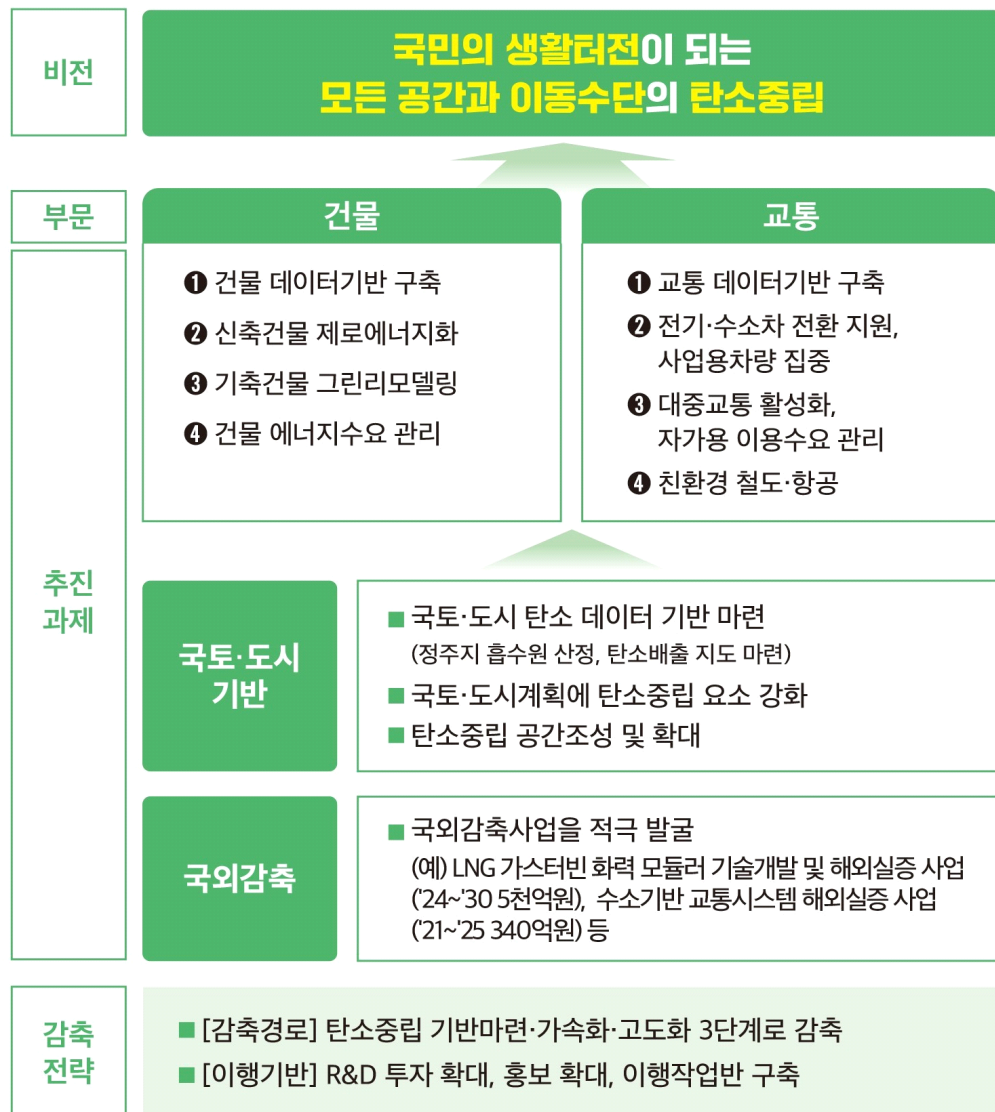 비전
국민의 생활터전이 되는
모든 공간과 이동수단의 탄소중립
부문
건물
교통
추진
과제
❶ 건물 데이터기반 구축
❷ 신축건물 제로에너지화
❸ 기축건물 그린리모델링
❹ 건물 에너지수요 관리
❶ 교통 데이터기반 구축
❷ 전기·수소차 전환 지원,
사업용차량 집중
❸ 대중교통 활성화,
자가용 이용수요 관리
❹ 친환경 철도·항공
국토·도시
기반
■ 국토·도시 탄소 데이터 기반 마련
(정주지 흡수원 산정, 탄소배출 지도 마련)
■ 국토·도시계획에 탄소중립 요소 강화
■ 탄소중립 공간조성 및 확대
국외감축
■ 국외감축사업을 적극 발굴
(예) LNG 가스터빈 화력 모듈러 기술개발 및 해외실증 사업
('24~'30 5천억원), 수소기반 교통시스템 해외실증 사업
('21~'25 340억원) 등
감축
전략
■ [감축경로] 탄소중립 기반마련·가속화·고도화 3단계로 감축
■ [이행기반] R&D 투자 확대, 홍보 확대, 이행작업반 구축